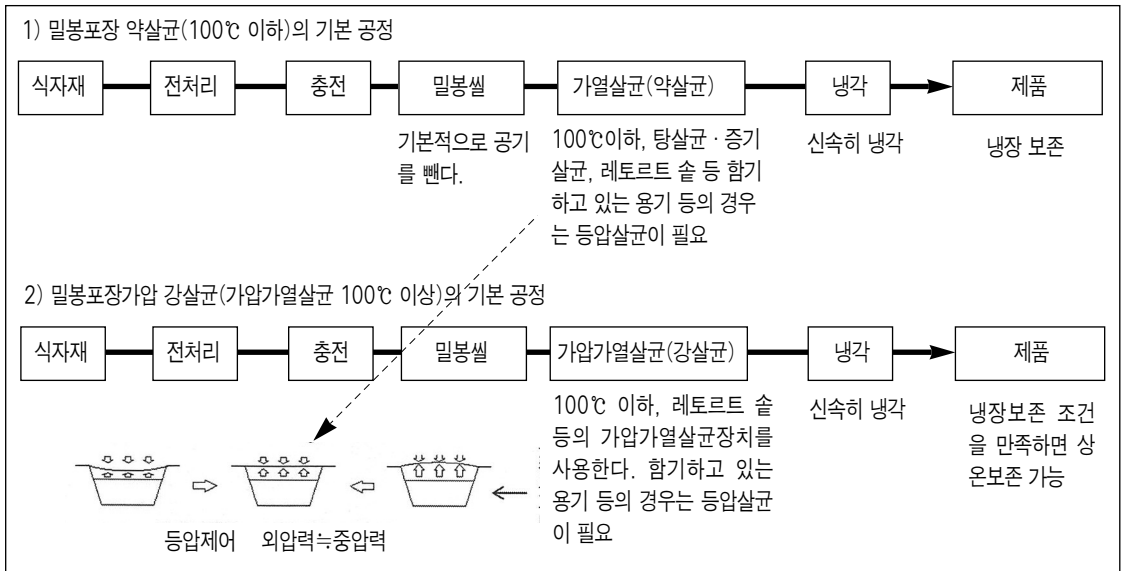 1) 밀봉포장 약살균(100℃ 이하)의 기본 공정
식자재
전처리
충전
밀봉씰
가열살균(약살균)
냉각
제품
기본적으로 공기
를 뺀다.
100℃이하, 탕살균 · 증기
살균, 레토르트 솥 등 함기
하고 있는 용기 등의 경우
는 등압살균이 필요
신속히 냉각
냉장 보존
2) 밀봉포장가압 강살균(가압가열살균 100℃ 이상)의 기본 공정
식자재
전처리
충전
밀봉씰
가압가열살균(강살균)
냉각
제품
100℃ 이하, 레토르트 솥
등의 가압가열살균장치를
사용한다. 함기하고 있는
용기 등의 경우는 등압살균
이 필요
신속히 냉각
냉장보존 조건
을 만족하면 상
온보존 가능
등압제어
외압력≒중압력